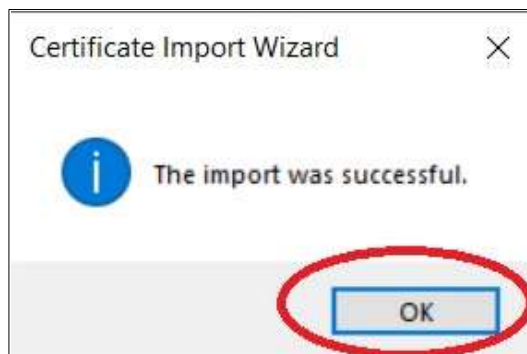 Certificate Import Wizard
The import was successful.
OK